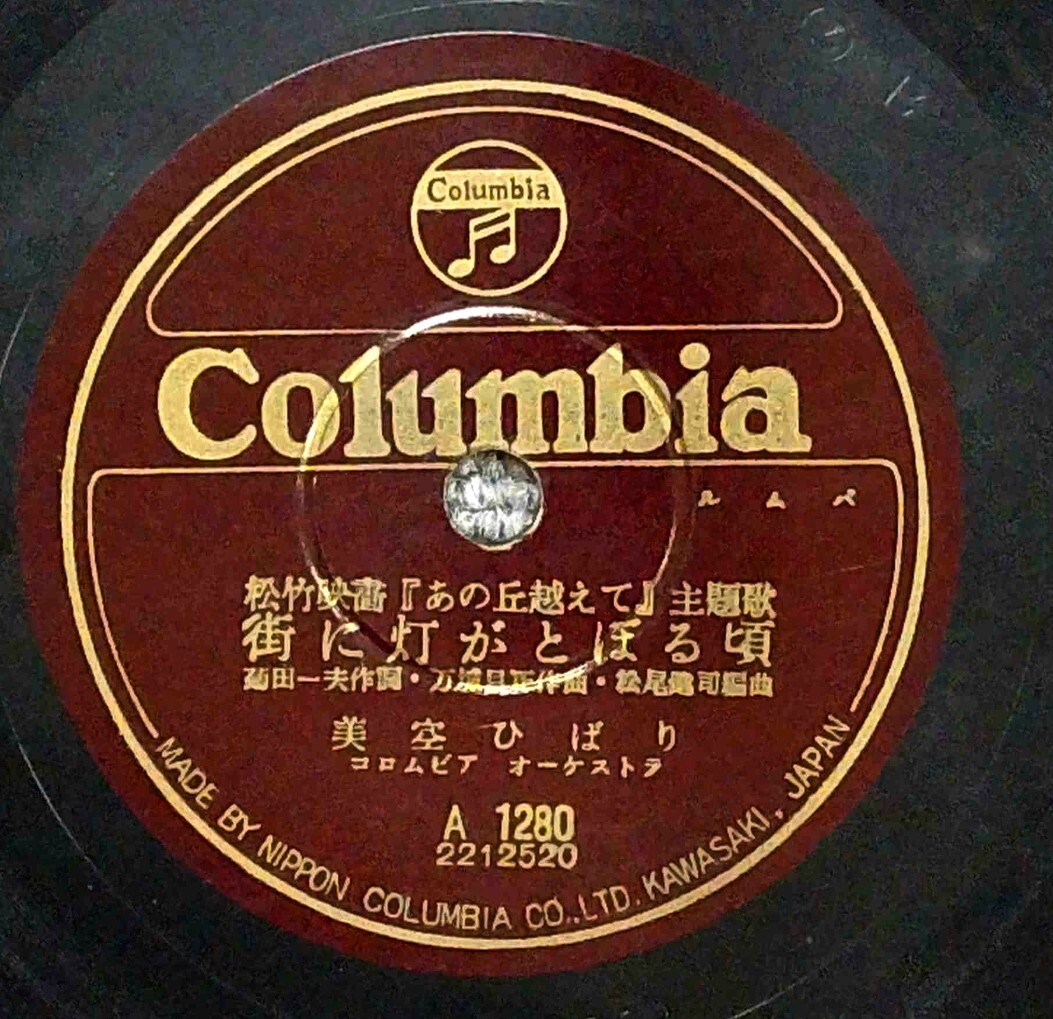 Columbia
Columbia
ル ム ペ
松竹映畵『あの丘越えて』主題歌
街に灯がとぼる頃
菊田一夫作詞・万城目正作曲・松尾健司編曲
美空ひばり
コロムビア オーケストラ
A 1280
2212520
MADE BY NIPPON COLUMBIA CO.,LTD. KAWASAKI, JAPAN